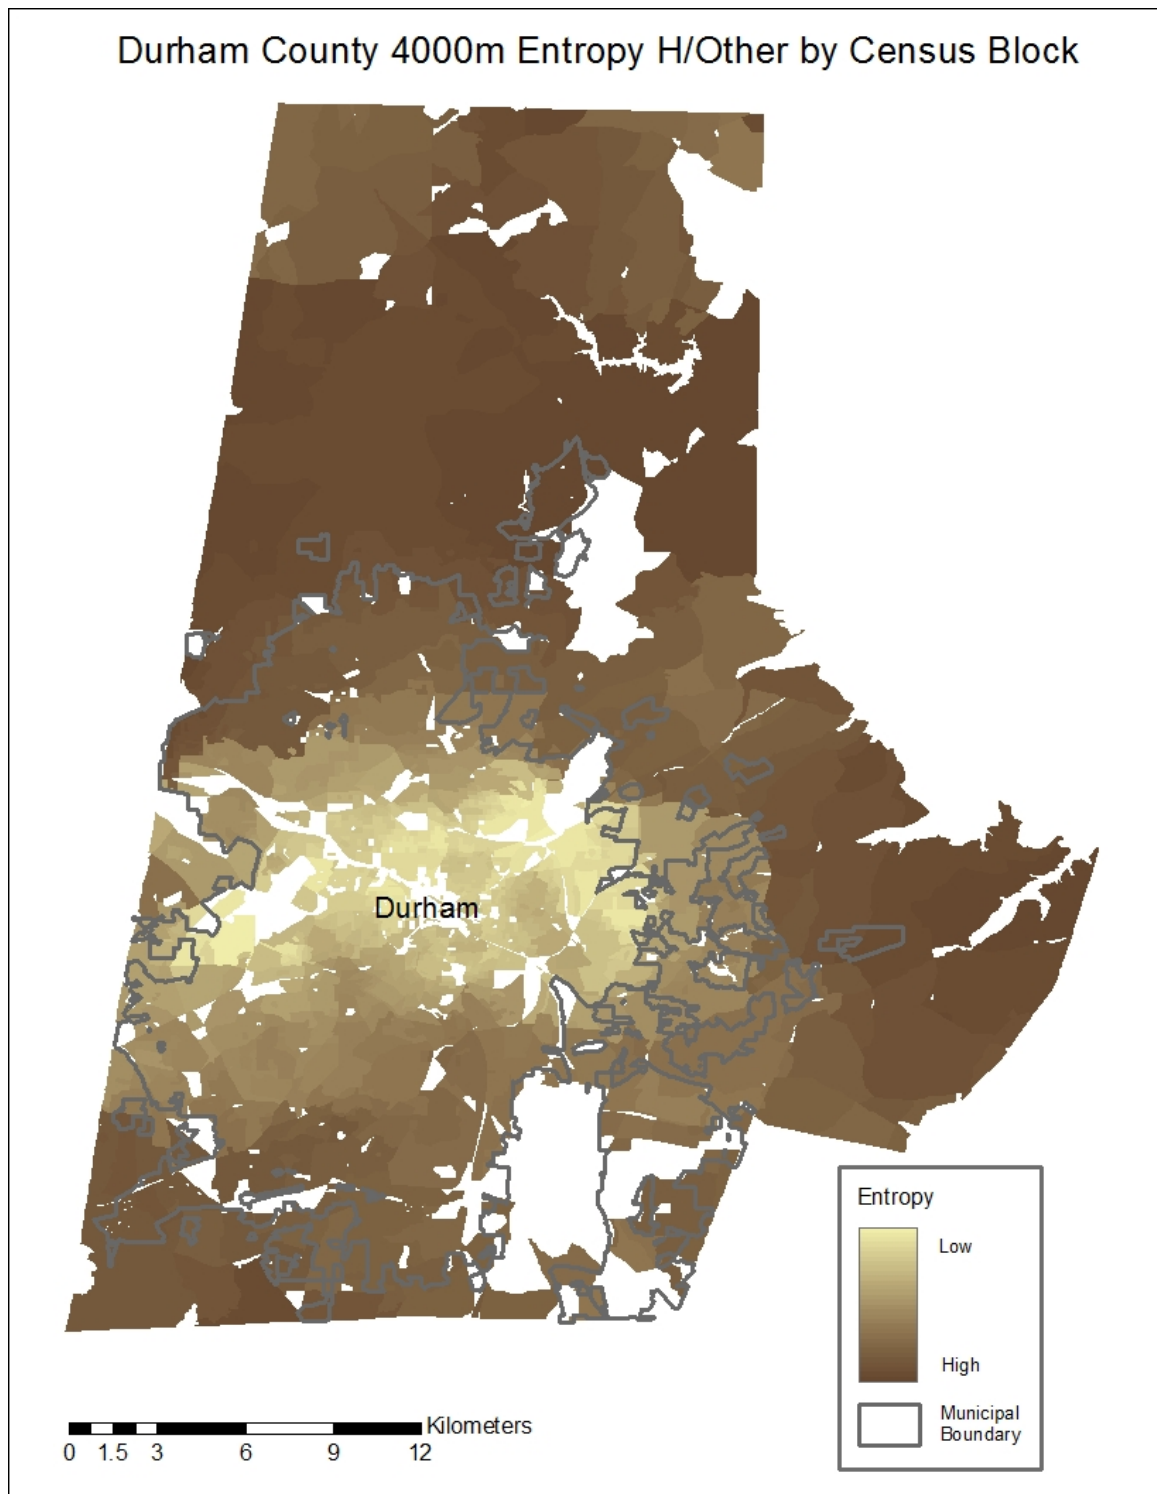 Durham County 4000m Entropy H/Other by Census Block
Durham
Entropy
Low
High
Municipal
Boundary
Kilometers
0 1.5 3 6 9 12